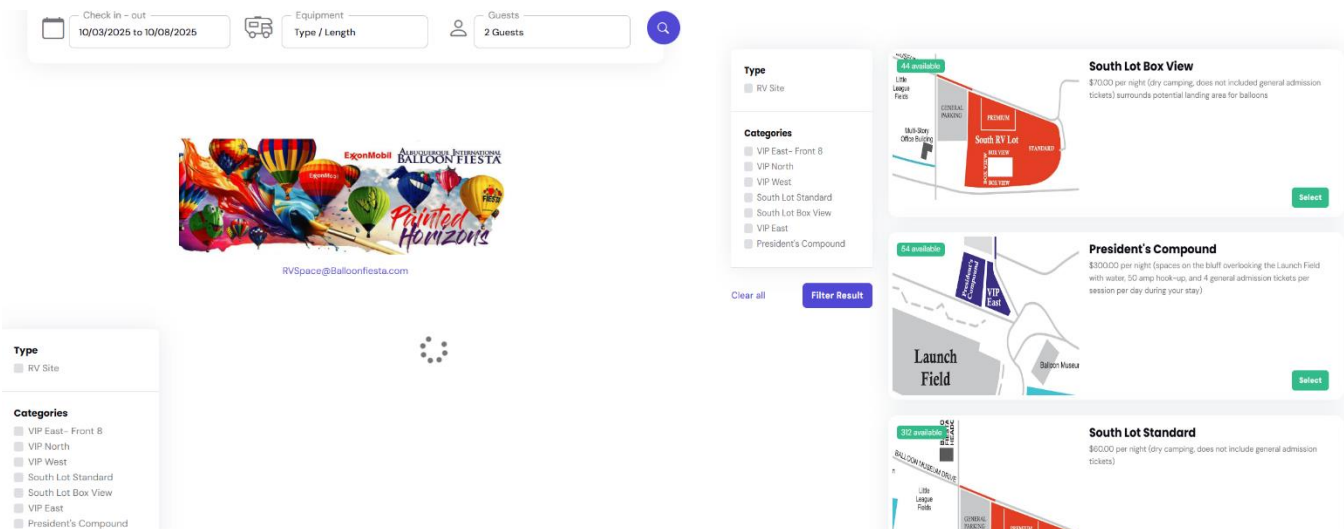 Check in - out
10/03/2025 to 10/08/2025
Equipment
Type / Length
Guests
2 Guests
ExxonMobil
ALBUQUERQUE INTERNATIONAL
BALLOON FIESTA
ExxonMobil
FIESTA
Painted
Horizons
RVSpace@Balloonfiesta.com
Type
RV Site
Categories
VIP East- Front 8
VIP North
VIP West
South Lot Standard
South Lot Box View
VIP East
President's Compound
Type
RV Site
Categories
VIP East- Front 8
VIP North
VIP West
South Lot Standard
South Lot Box View
VIP East
President's Compound
Clear all
Filter Result
44 available
Little
League
Fields
Multi-Story
Office Building
GENERAL
PARKING
PREMIUM
South RV Lot
STANDARD
BOX VIEW
BOX VIEW
BOX VIEW
South Lot Box View
$70.00 per night (dry camping, does not included general admission
tickets) surrounds potential landing area for balloons
Select
54 available
President's
Compound
VIP
East
Launch
Field
Balloon Museu
President's Compound
$300.00 per night (spaces on the bluff overlooking the Launch Field
with water, 50 amp hook-up, and 4 general admission tickets per
session per day during your stay)
Select
312 available
BALLOON MUSEUM DRIVE
Little
League
Fields
GENERAL
PARKING
PREMIUM
South Lot Standard
$60.00 per night (dry camping, does not include general admission
tickets)